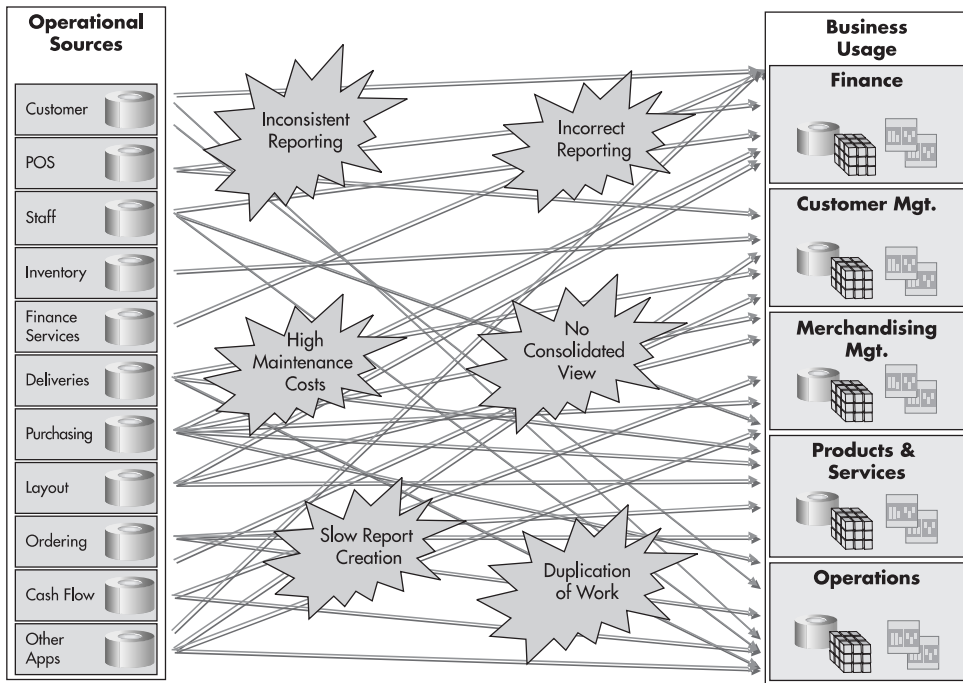 Operational
Sources
Customer
POS
Staff
Inventory
Finance
Services
Deliveries
Purchasing
Layout
Ordering
Cash Flow
Other
Apps
Inconsistent
Reporting
Incorrect
Reporting
High
Maintenance
Costs
No
Consolidated
View
Slow Report
Creation
Duplication
of Work
Business
Usage
Finance
Customer Mgt.
Merchandising
Mgt.
Products &
Services
Operations